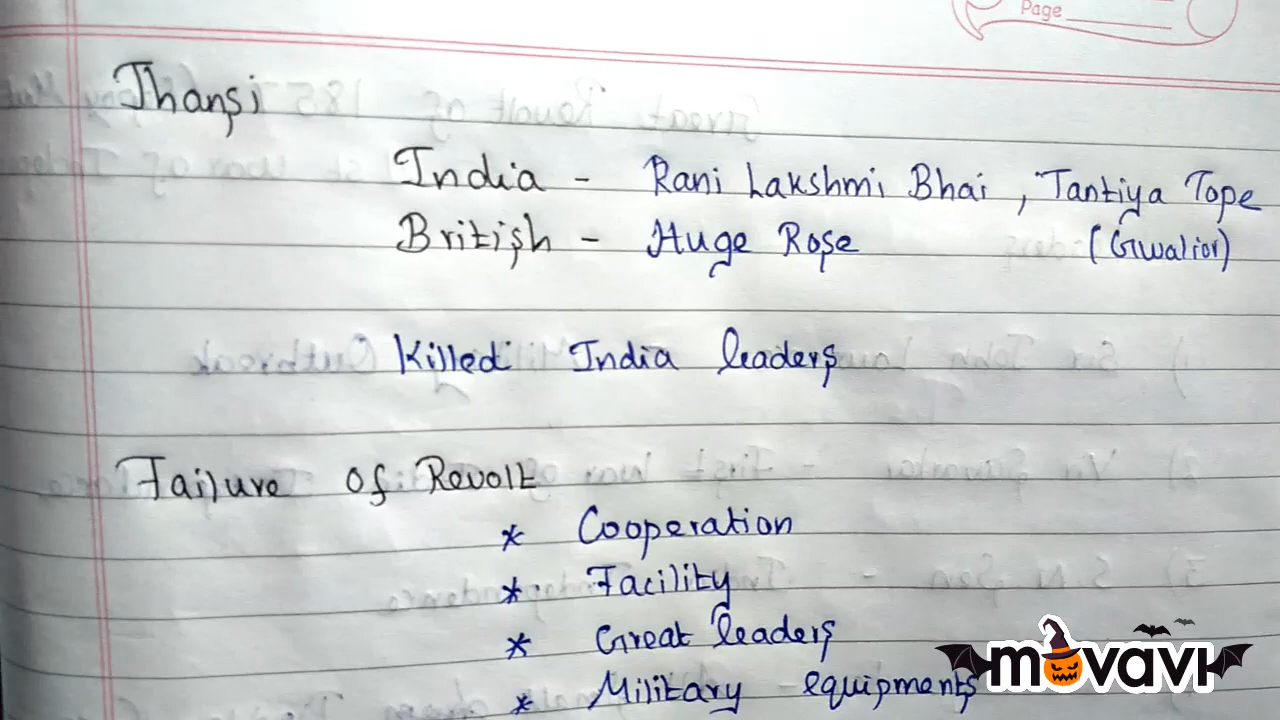 Page
Jhansi
India - Rani Lakshmi Bhai , Tantiya Tope
British - Huge Rose (Gwalior)
Killed India leaders
Failure of Revolt
* Cooperation
* Facility
* Great leaders
* Military equipments
movavi